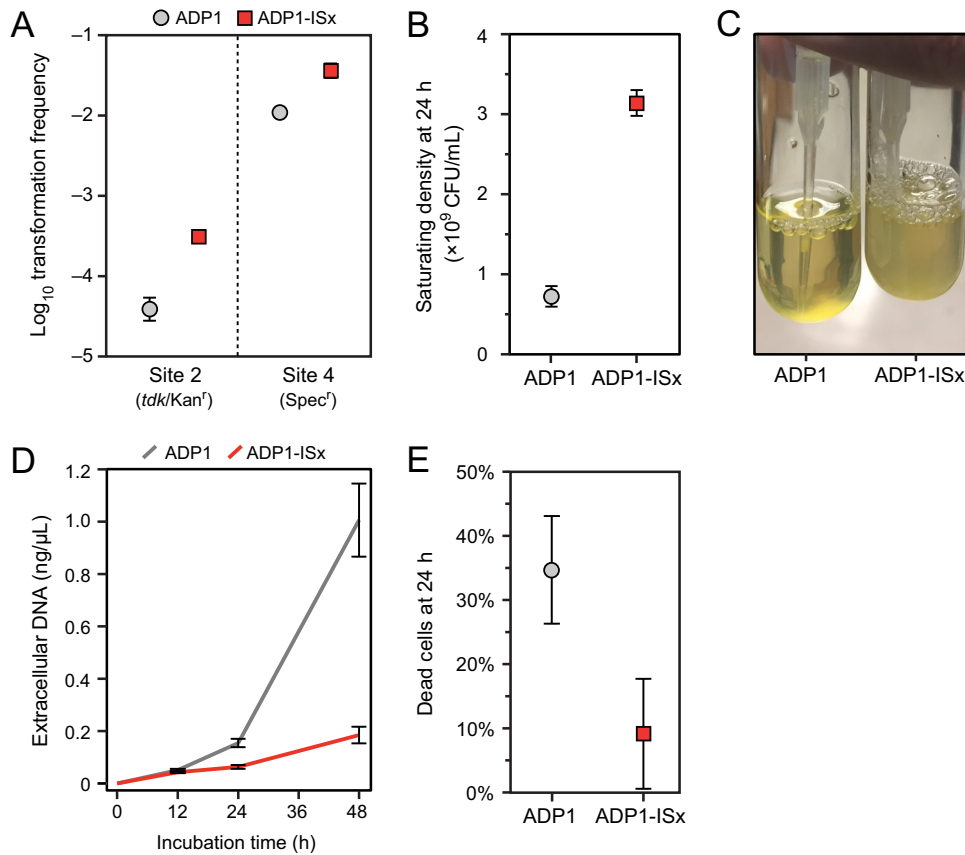 A
ADP1 ADP1-ISx
Log10 transformation frequency
–1
–2
–3
–4
–5
Site 2
(tdk/Kanr)
Site 4
(Specr)
B
Saturating density at 24 h
(×10⁹ CFU/mL)
4
3
2
1
0
ADP1 ADP1-ISx
C
ADP1 ADP1-ISx
D
ADP1 ADP1-ISx
Extracellular DNA (ng/µL)
1.2
1.0
0.8
0.6
0.4
0.2
0
0 12 24 36 48
Incubation time (h)
E
Dead cells at 24 h
50%
40%
30%
20%
10%
0%
ADP1 ADP1-ISx